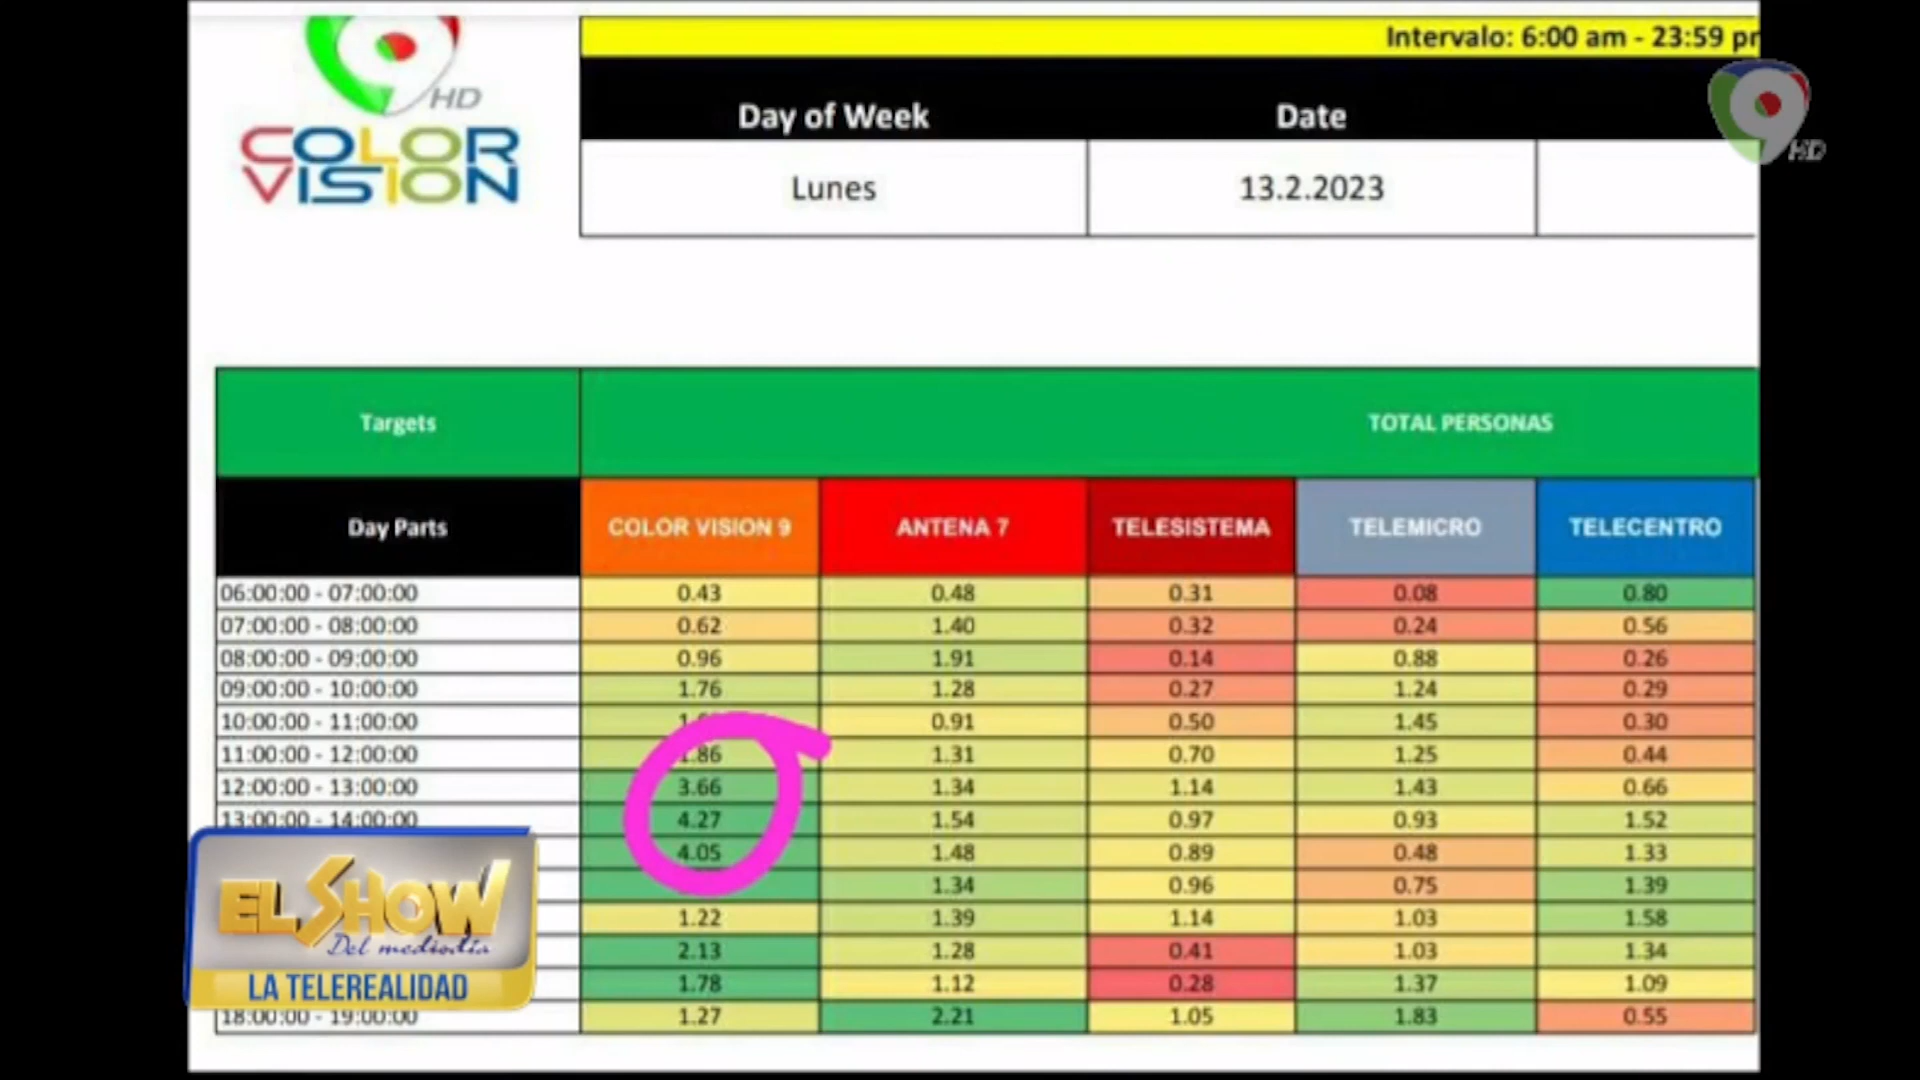 HD
COLOR
VISION
Intervalo: 6:00 am - 23:59
Day of Week Date
Lunes 13.2.2023
9 HD
Targets TOTAL PERSONAS
Day Parts COLOR VISION 9 ANTENA 7 TELESISTEMA TELEMICRO TELECENTRO
06:00:00 - 07:00:00 0.43 0.48 0.31 0.08 0.80
07:00:00 - 08:00:00 0.62 1.40 0.32 0.24 0.56
08:00:00 - 09:00:00 0.96 1.91 0.14 0.88 0.26
09:00:00 - 10:00:00 1.76 1.28 0.27 1.24 0.29
10:00:00 - 11:00:00 0.91 0.50 1.45 0.30
11:00:00 - 12:00:00 1.86 1.31 0.70 1.25 0.44
12:00:00 - 13:00:00 3.66 1.34 1.14 1.43 0.66
13:00:00 - 14:00:00 4.27 1.54 0.97 0.93 1.52
4.05 1.48 0.89 0.48 1.33
1.34 0.96 0.75 1.39
1.22 1.39 1.14 1.03 1.58
2.13 1.28 0.41 1.03 1.34
1.78 1.12 0.28 1.37 1.09
18:00:00 - 19:00:00 1.27 2.21 1.05 1.83 0.55
EL SHOW
Del mediodía
LA TELEREALIDAD